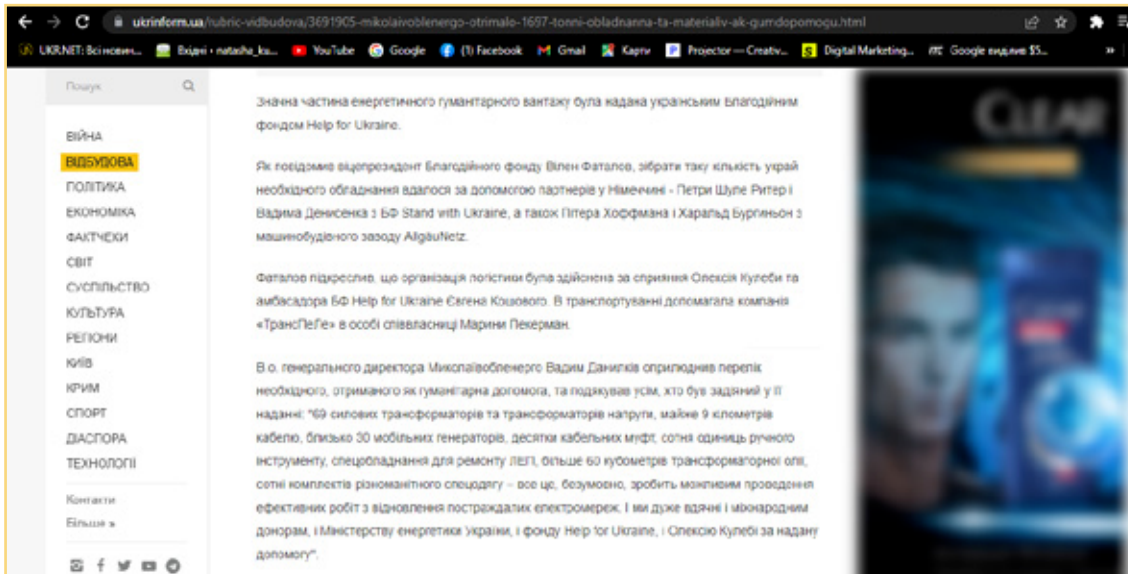 ukrinform.ua/rubric-vidbudova/3691905-mikolaivoblenergo-otrimalo-1697-tonni-obladnanna-ta-materialiv-ak-gumdopomogu.html
UKR.NET: Всі новин... Вхідні - natasha_ku... YouTube Google (1) Facebook Gmail Карти Projector — Creativ... Digital Marketing... Google виділив $5... »
Пошук
ВІЙНА
ВІДБУДОВА
ПОЛІТИКА
ЕКОНОМІКА
ФАКТЧЕКИ
СВІТ
СУСПІЛЬСТВО
КУЛЬТУРА
РЕГІОНИ
КИЇВ
КРИМ
СПОРТ
ДІАСПОРА
ТЕХНОЛОГІЇ
Контакти
Більше »
Значна частина енергетичного гуманітарного вантажу була надана українським Благодійним
фондом Help for Ukraine.
Як повідомив віцепрезидент Благодійного фонду Вілен Фаталов, зібрати таку кількість украй
необхідного обладнання вдалося за допомогою партнерів у Німеччині - Петри Шуле Ритер і
Вадима Денисенка з БФ Stand with Ukraine, а також Пітера Хоффмана і Харальд Бургиньон з
машинобудівного заводу AllgäuNetz.
Фаталов підкреслив, що організація логістики була здійснена за сприяння Олексія Кулеби та
амбасадора БФ Help for Ukraine Євгена Кошового. В транспортуванні допомагала компанія
«ТрансПеГе» в особі співвласниці Марини Пекерман.
В.о. генерального директора Миколаївобленерго Вадим Данилків оприлюднив перелік
необхідного, отриманого як гуманітарна допомога, та подякував усім, хто був задіяний у її
наданні: "69 силових трансформаторів та трансформаторів напруги, майже 9 кілометрів
кабелю, близько 30 мобільних генераторів, десятки кабельних муфт, сотня одиниць ручного
інструменту, спецобладнання для ремонту ЛЕП, більше 60 кубометрів трансформаторної олії,
сотні комплектів різноманітного спецодягу – все це, безумовно, зробить можливим проведення
ефективних робіт з відновлення постраждалих електромереж. І ми дуже вдячні і міжнародним
донорам, і Міністерству енергетики України, і фонду Help for Ukraine, і Олексію Кулебі за надану
допомогу".
CLEAR